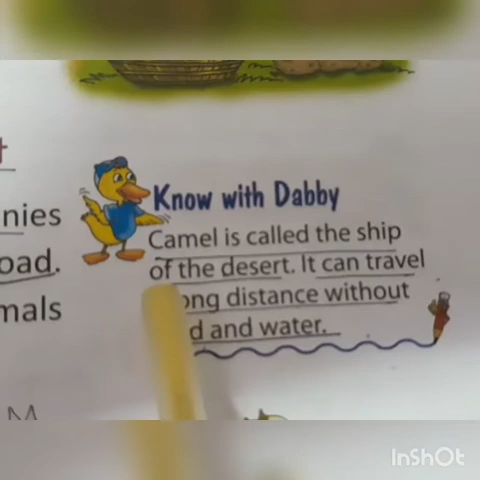 nies
oad.
mals
Know with Dabby
Camel is called the ship
of the desert. It can travel
ong distance without
d and water.
InShOt